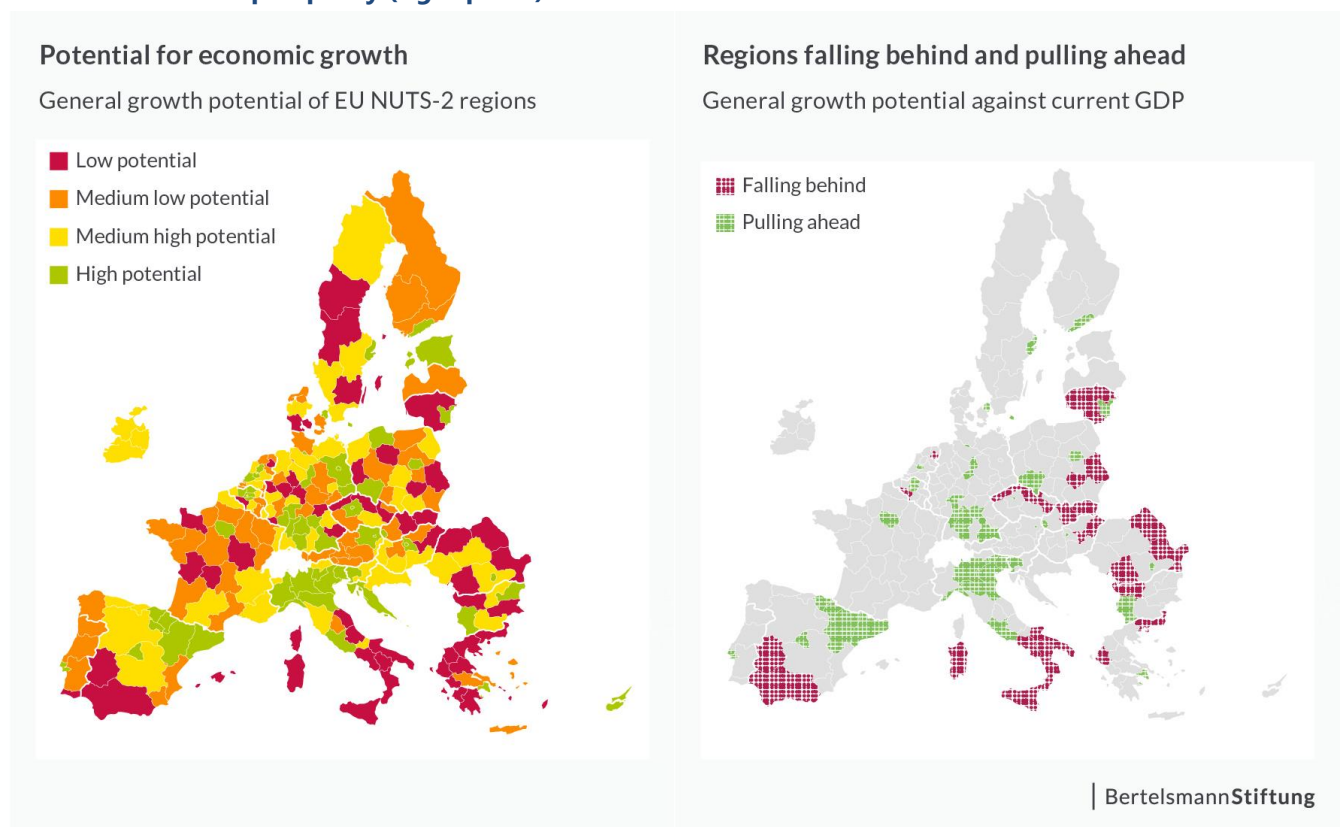 Potential for economic growth
General growth potential of EU NUTS-2 regions
Low potential
Medium low potential
Medium high potential
High potential
Regions falling behind and pulling ahead
General growth potential against current GDP
Falling behind
Pulling ahead
BertelsmannStiftung